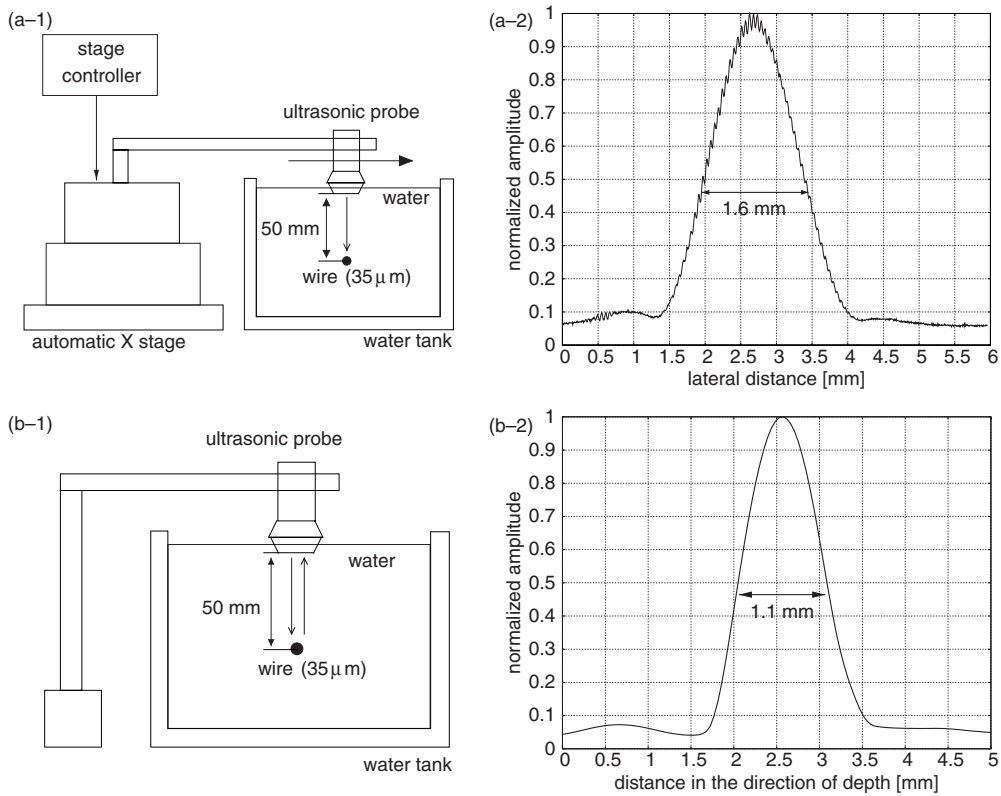 (a–1)
stage
controller
ultrasonic probe
water
50 mm
wire (35μm)
automatic X stage
water tank
(a–2)
normalized amplitude
1
0.9
0.8
0.7
0.6
0.5
0.4
0.3
0.2
0.1
0
1.6 mm
0 0.5 1 1.5 2 2.5 3 3.5 4 4.5 5 5.5 6
lateral distance [mm]
(b–1)
ultrasonic probe
water
50 mm
wire (35μm)
water tank
(b–2)
normalized amplitude
1
0.9
0.8
0.7
0.6
0.5
0.4
0.3
0.2
0.1
0
1.1 mm
0 0.5 1 1.5 2 2.5 3 3.5 4 4.5 5
distance in the direction of depth [mm]